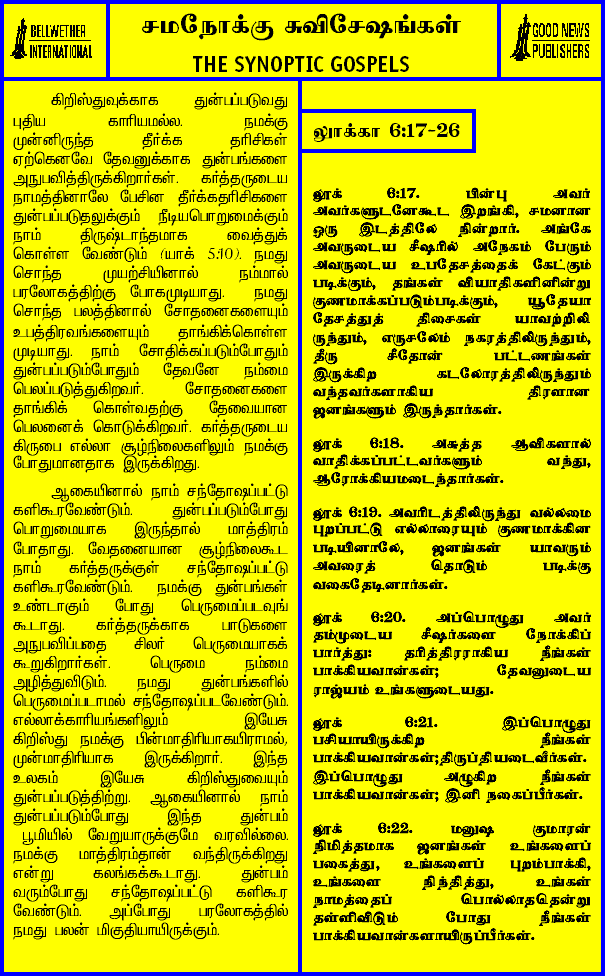 BELLWETHER
INTERNATIONAL
சமநோக்கு சுவிசேஷங்கள்
THE SYNOPTIC GOSPELS
GOOD NEWS
PUBLISHERS
கிறிஸ்துவுக்காக துன்பப்படுவது
புதிய காரியமல்ல. நமக்கு
முன்னிருந்த தீர்க்க தரிசிகள்
ஏற்கெனவே தேவனுக்காக துன்பங்களை
அநுபவித்திருக்கிறார்கள். கர்த்தருடைய
நாமத்தினாலே பேசின தீர்க்கதரிசிகளை
துன்பப்படுதலுக்கும் நீடியபொறுமைக்கும்
நாம் திருஷ்டாந்தமாக வைத்துக்
கொள்ள வேண்டும் (யாக் 5:10). நமது
சொந்த முயற்சியினால் நம்மால்
பரலோகத்திற்கு போகமுடியாது. நமது
சொந்த பலத்தினால் சோதனைகளையும்
உபத்திரவங்களையும் தாங்கிக்கொள்ள
முடியாது. நாம் சோதிக்கப்படும்போதும்
துன்பப்படும்போதும் தேவனே நம்மை
பெலப்படுத்துகிறவர். சோதனைகளை
தாங்கிக் கொள்வதற்கு தேவையான
பெலனைக் கொடுக்கிறவர். கர்த்தருடைய
கிருபை எல்லா சூழ்நிலைகளிலும் நமக்கு
போதுமானதாக இருக்கிறது.
ஆகையினால் நாம் சந்தோஷப்பட்டு
களிகூரவேண்டும். துன்பப்படும்போது
பொறுமையாக இருந்தால் மாத்திரம்
போதாது. வேதனையான சூழ்நிலைகூட
நாம் கர்த்தருக்குள் சந்தோஷப்பட்டு
களிகூரவேண்டும். நமக்கு துன்பங்கள்
உண்டாகும் போது பெருமைப்படவுங்
கூடாது. கர்த்தருக்காக பாடுகளை
அநுபவிப்பதை சிலர் பெருமையாகக்
கூறுகிறார்கள். பெருமை நம்மை
அழித்துவிடும். நமது துன்பங்களில்
பெருமைப்படாமல் சந்தோஷப்படவேண்டும்.
எல்லாக்காரியங்களிலும் இயேசு
கிறிஸ்து நமக்கு பின்மாதிரியாகயிராமல்,
முன்மாதிரியாக இருக்கிறார். இந்த
உலகம் இயேசு கிறிஸ்துவையும்
துன்பப்படுத்திற்று. ஆகையினால் நாம்
துன்பப்படும்போது இந்த துன்பம்
பூமியில் வேறுயாருக்குமே வரவில்லை.
நமக்கு மாத்திரம்தான் வந்திருக்கிறது
என்று கலங்கக்கூடாது. துன்பம்
வரும்போது சந்தோஷப்பட்டு களிகூர
வேண்டும். அப்போது பரலோகத்தில்
நமது பலன் மிகுதியாயிருக்கும்.
லூக்கா 6:17-26
லூக் 6:17. பின்பு அவர்
அவர்களுடனேகூட இறங்கி, சமனான
ஒரு இடத்திலே நின்றார். அங்கே
அவருடைய சீஷரில் அநேகம் பேரும்
அவருடைய உபதேசத்தைக் கேட்கும்
படிக்கும், தங்கள் வியாதிகளினின்று
குணமாக்கப்படும்படிக்கும், யூதேயா
தேசத்துத் திசைகள் யாவற்றிலி
ருந்தும், எருசலேம் நகரத்திலிருந்தும்,
தீரு சீதோன் பட்டணங்கள்
இருக்கிற கடலோரத்திலிருந்தும்
வந்தவர்களாகிய திரளான
ஜனங்களும் இருந்தார்கள்.
லூக் 6:18. அசுத்த ஆவிகளால்
வாதிக்கப்பட்டவர்களும் வந்து,
ஆரோக்கியமடைந்தார்கள்.
லூக் 6:19. அவரிடத்திலிருந்து வல்லமை
புறப்பட்டு எல்லாரையும் குணமாக்கின
படியினாலே, ஜனங்கள் யாவரும்
அவரைத் தொடும் படிக்கு
வகைதேடினார்கள்.
லூக் 6:20. அப்பொழுது அவர்
தம்முடைய சீஷர்களை நோக்கிப்
பார்த்து: தரித்திரராகிய நீங்கள்
பாக்கியவான்கள்; தேவனுடைய
ராஜ்யம் உங்களுடையது.
லூக் 6:21. இப்பொழுது
பசியாயிருக்கிற நீங்கள்
பாக்கியவான்கள்;திருப்தியடைவீர்கள்.
இப்பொழுது அழுகிற நீங்கள்
பாக்கியவான்கள்; இனி நகைப்பீர்கள்.
லூக் 6:22. மனுஷ குமாரன்
நிமித்தமாக ஜனங்கள் உங்களைப்
பகைத்து, உங்களைப் புறம்பாக்கி,
உங்களை நிந்தித்து, உங்கள்
நாமத்தைப் பொல்லாததென்று
தள்ளிவிடும் போது நீங்கள்
பாக்கியவான்களாயிருப்பீர்கள்.